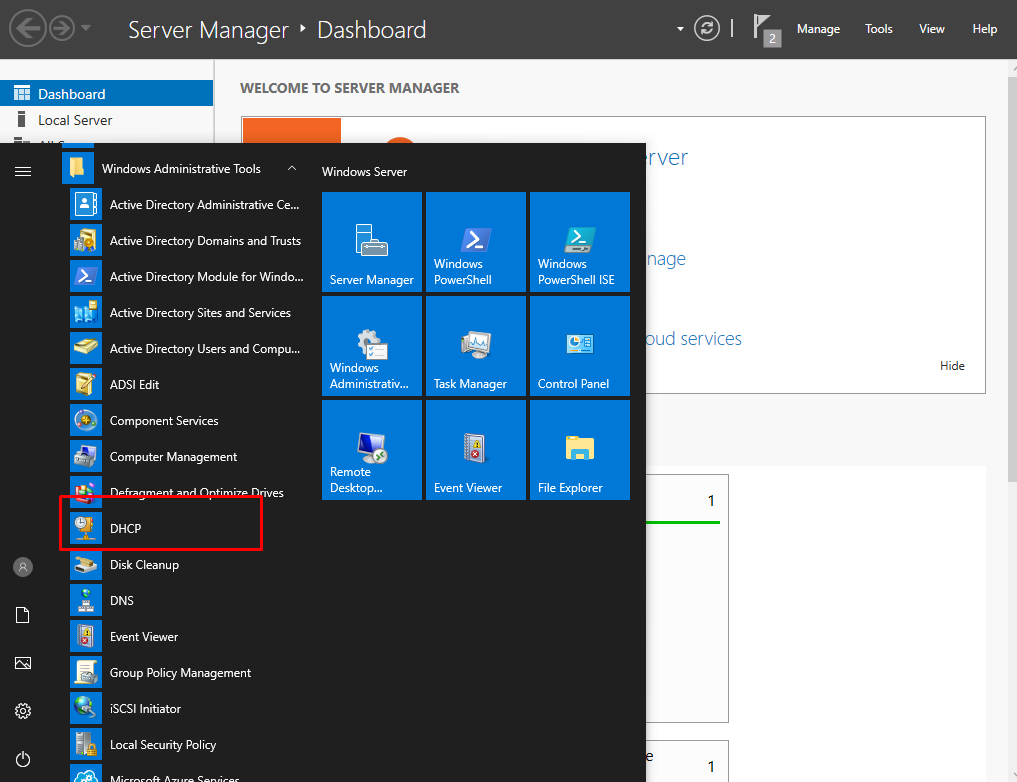 Server Manager ‣ Dashboard
2
Manage
Tools
View
Help
Dashboard
Local Server
WELCOME TO SERVER MANAGER
Windows Administrative Tools
Active Directory Administrative Ce...
Active Directory Domains and Trusts
Active Directory Module for Windo...
Active Directory Sites and Services
Active Directory Users and Compu...
ADSI Edit
Component Services
Computer Management
Defragment and Optimize Drives
DHCP
Disk Cleanup
DNS
Event Viewer
Group Policy Management
iSCSI Initiator
Local Security Policy
Microsoft Azure Services
Windows Server
Server Manager
Windows
PowerShell
Windows
PowerShell ISE
Windows
Administrativ...
Task Manager
Control Panel
Remote
Desktop...
Event Viewer
File Explorer
rver
nage
oud services
Hide
1
e
1